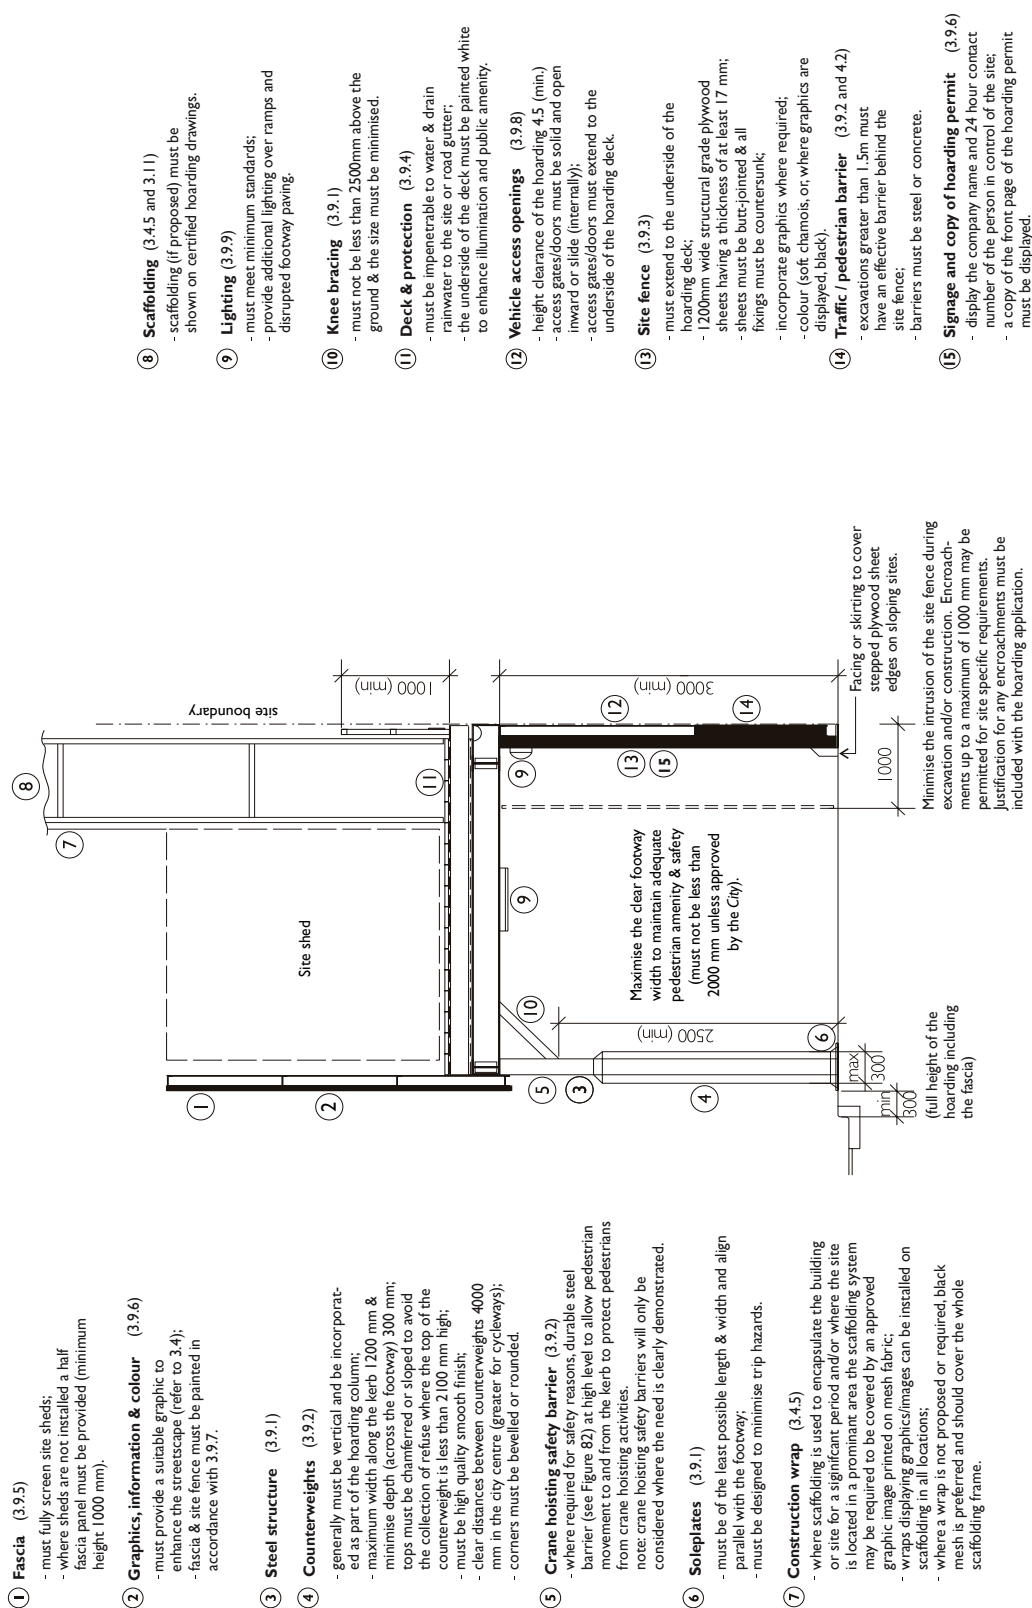 1 Fascia (3.9.5)
- must fully screen site sheds;
- where sheds are not installed a half
fascia panel must be provided (minimum
height 1000 mm).
2 Graphics, information & colour (3.9.6)
- must provide a suitable graphic to
enhance the streetscape (refer to 3.4);
- fascia & site fence must be painted in
accordance with 3.9.7.
3 Steel structure (3.9.1)
4 Counterweights (3.9.2)
- generally must be vertical and be incorporat-
ed as part of the hoarding column;
- maximum width along the kerb 1200 mm &
minimise depth (across the footway) 300 mm;
tops must be chamferred or sloped to avoid
the collection of refuse where the top of the
counterweight is less than 2100 mm high;
- must be high quality smooth finish;
- clear distances between counterweights 4000
mm in the city centre (greater for cycleways);
- corners must be bevelled or rounded.
5 Crane hoisting safety barrier (3.9.2)
- where required for safety reasons, durable steel
barrier (see Figure 82) at high level to allow pedestrian
movement to and from the kerb to protect pedestrians
from crane hoisting activities.
note: crane hoisting safety barriers will only be
considered where the need is clearly demonstrated.
6 Soleplates (3.9.1)
- must be of the least possible length & width and align
parallel with the footway;
- must be designed to minimise trip hazards.
7 Construction wrap (3.4.5)
- where scaffolding is used to encapsulate the building
or site for a significant period and/or where the site
is located in a prominant area the scaffolding system
may be required to be covered by an approved
graphic image printed on mesh fabric;
- wraps displaying graphics/images can be installed on
scaffolding in all locations;
- where a wrap is not proposed or required, black
mesh is preferred and should cover the whole
scaffolding frame.
8
7
Site shed
site boundary
1000 (min)
1
2
11
9
9
13
15
12
14
3000 (min)
10
5
3
4
2500 (min)
6
Maximise the clear footway
width to maintain adequate
pedestrian amenity & safety
(must not be less than
2000 mm unless approved
by the City).
min
300
max
300
1000
(full height of the
hoarding including
the fascia)
Facing or skirting to cover
stepped plywood sheet
edges on sloping sites.
Minimise the intrusion of the site fence during
excavation and/or construction. Encroach-
ments up to a maximum of 1000 mm may be
permitted for site specific requirements.
Justification for any encroachments must be
included with the hoarding application.
8 Scaffolding (3.4.5 and 3.11)
- scaffolding (if proposed) must be
shown on certified hoarding drawings.
9 Lighting (3.9.9)
- must meet minimum standards;
- provide additional lighting over ramps and
disrupted footway paving.
10 Knee bracing (3.9.1)
- must not be less than 2500mm above the
ground & the size must be minimised.
11 Deck & protection (3.9.4)
- must be impenetrable to water & drain
rainwater to the site or road gutter;
- the underside of the deck must be painted white
to enhance illumination and public amenity.
12 Vehicle access openings (3.9.8)
- height clearance of the hoarding 4.5 (min.)
- access gates/doors must be solid and open
inward or slide (internally);
- access gates/doors must extend to the
underside of the hoarding deck.
13 Site fence (3.9.3)
- must extend to the underside of the
hoarding deck;
- 1200mm wide structural grade plywood
sheets having a thickness of at least 17 mm;
- sheets must be butt-jointed & all
fixings must be countersunk;
- incorporate graphics where required;
- colour (soft chamois, or, where graphics are
displayed, black).
14 Traffic / pedestrian barrier (3.9.2 and 4.2)
- excavations greater than 1.5m must
have an effective barrier behind the
site fence;
- barriers must be steel or concrete.
15 Signage and copy of hoarding permit (3.9.6)
- display the company name and 24 hour contact
number of the person in control of the site;
- a copy of the front page of the hoarding permit
must be displayed.